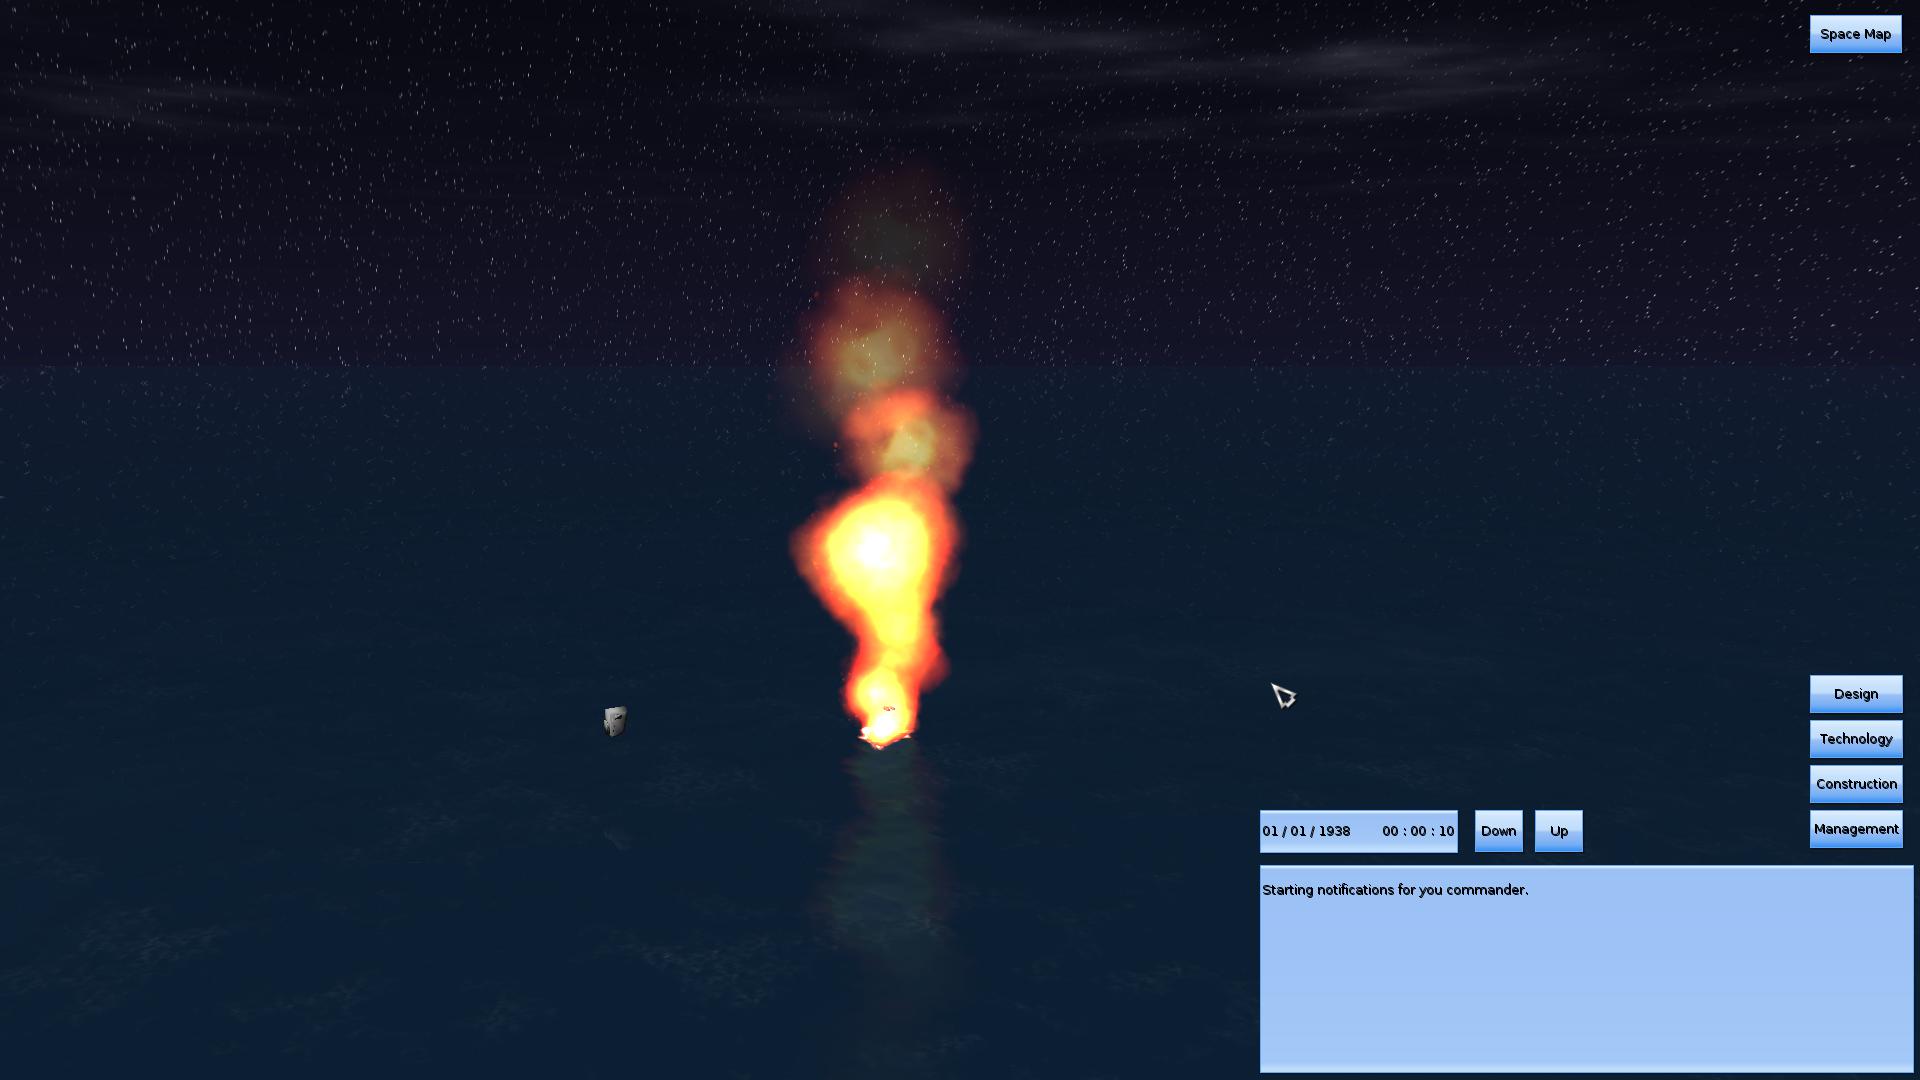 Space Map
Design
Technology
Construction
Management
01 / 01 / 1938 00 : 00 : 10
Down
Up
Starting notifications for you commander.